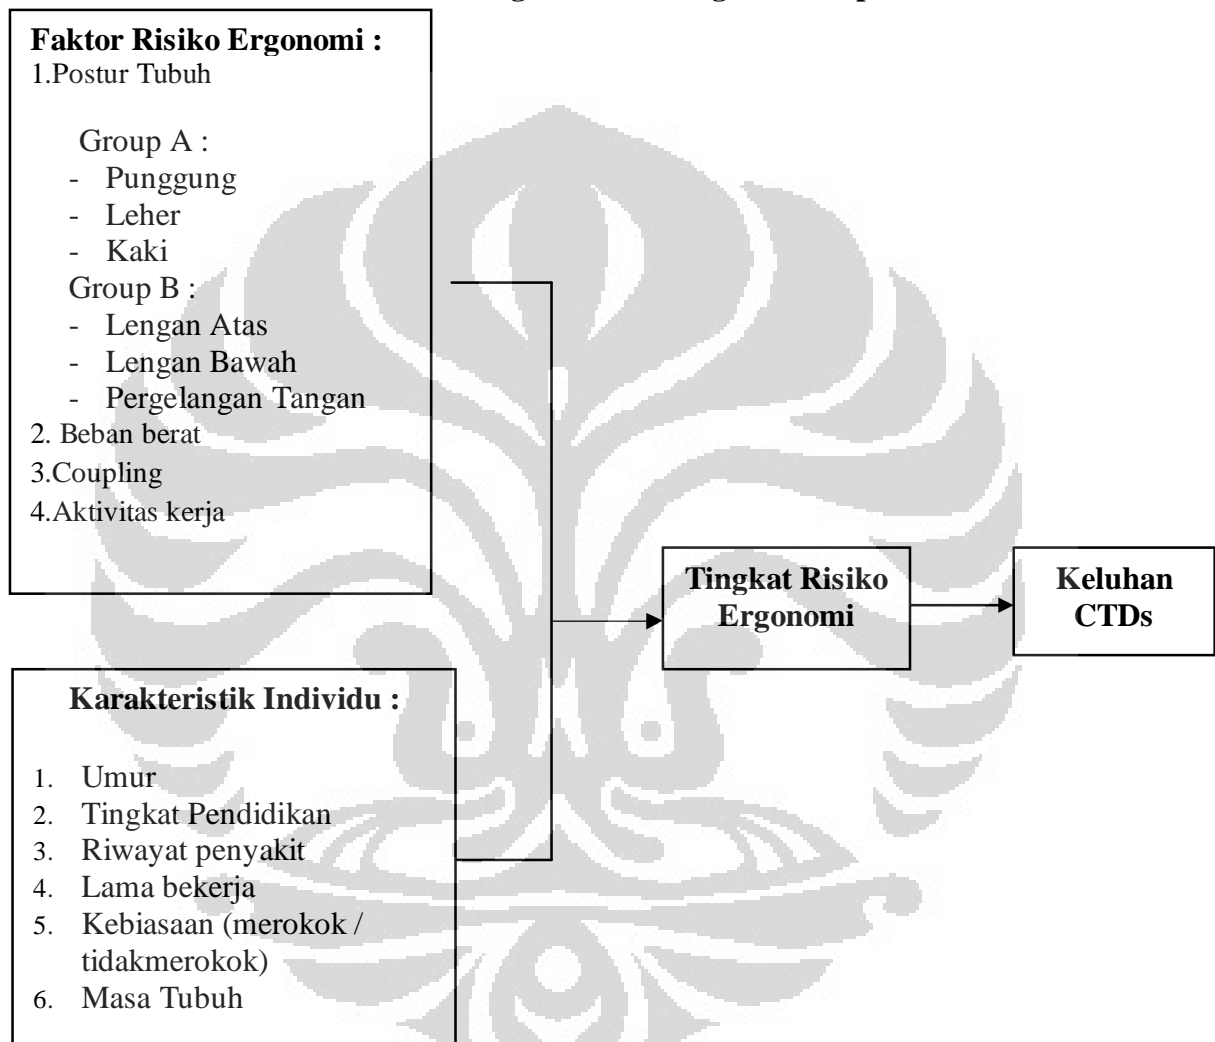 Faktor Risiko Ergonomi :
1.Postur Tubuh
Group A :
- Punggung
- Leher
- Kaki
Group B :
- Lengan Atas
- Lengan Bawah
- Pergelangan Tangan
2. Beban berat
3.Coupling
4.Aktivitas kerja
Tingkat Risiko
Ergonomi
Keluhan
CTDs
Karakteristik Individu :
1. Umur
2. Tingkat Pendidikan
3. Riwayat penyakit
4. Lama bekerja
5. Kebiasaan (merokok /
tidakmerokok)
6. Masa Tubuh